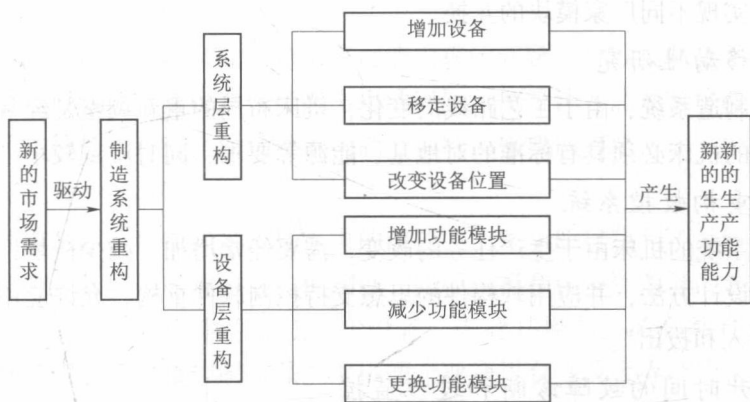 新的市场需求
驱动
制造系统重构
系统层重构
设备层重构
增加设备
移走设备
改变设备位置
增加功能模块
减少功能模块
更换功能模块
产生
新的生产功能
新的生产能力